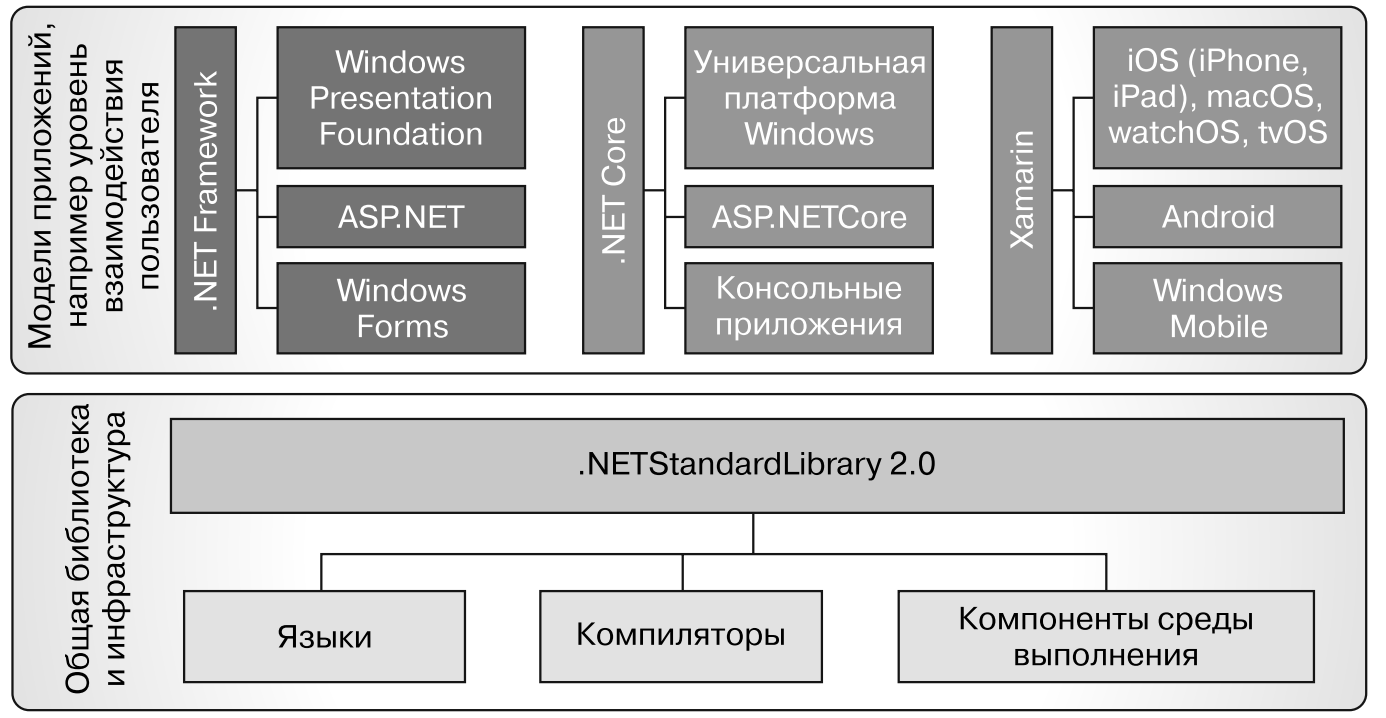 Модели приложений,
например уровень
взаимодействия
пользователя
.NET Framework
Windows
Presentation
Foundation
ASP.NET
Windows
Forms
.NET Core
Универсальная
платформа
Windows
ASP.NETCore
Консольные
приложения
Xamarin
iOS (iPhone,
iPad), macOS,
watchOS, tvOS
Android
Windows
Mobile
Общая библиотека
и инфраструктура
.NETStandardLibrary 2.0
Языки
Компиляторы
Компоненты среды
выполнения